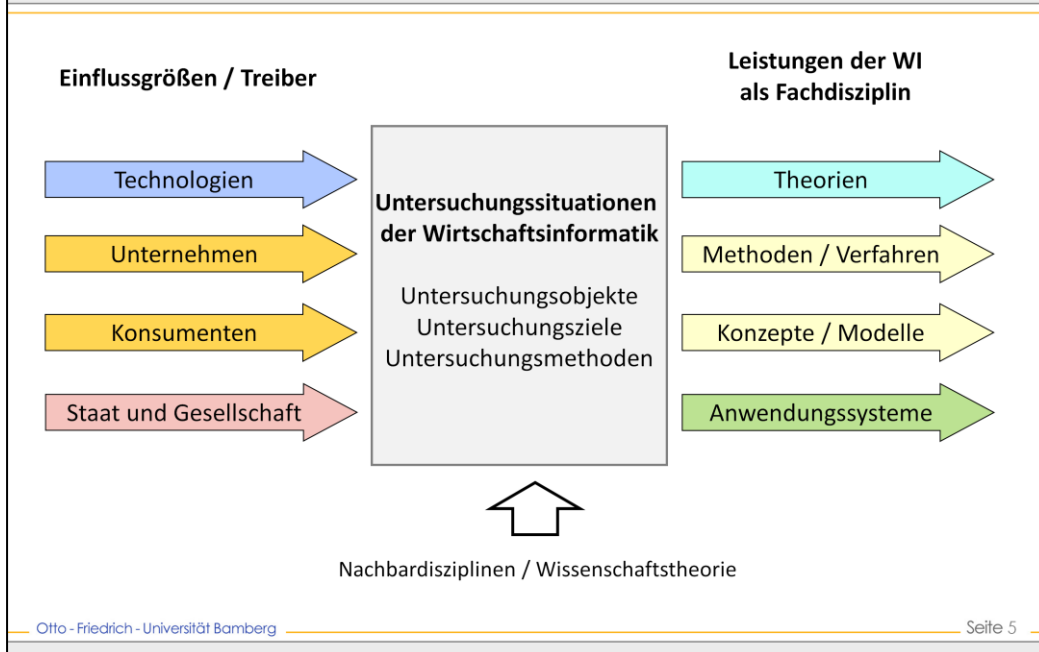 Einflussgrößen / Treiber
Leistungen der WI
als Fachdisziplin
Technologien
Unternehmen
Konsumenten
Staat und Gesellschaft
Untersuchungssituationen
der Wirtschaftsinformatik
Untersuchungsobjekte
Untersuchungsziele
Untersuchungsmethoden
Theorien
Methoden / Verfahren
Konzepte / Modelle
Anwendungssysteme
Nachbardisziplinen / Wissenschaftstheorie
Otto - Friedrich - Universität Bamberg
Seite 5